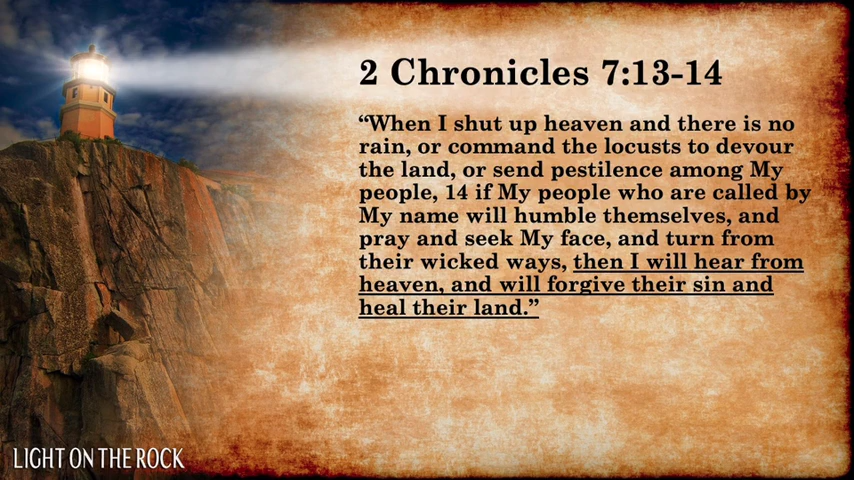 2 Chronicles 7:13-14
“When I shut up heaven and there is no
rain, or command the locusts to devour
the land, or send pestilence among My
people, 14 if My people who are called by
My name will humble themselves, and
pray and seek My face, and turn from
their wicked ways, then I will hear from
heaven, and will forgive their sin and
heal their land.”
LIGHT ON THE ROCK